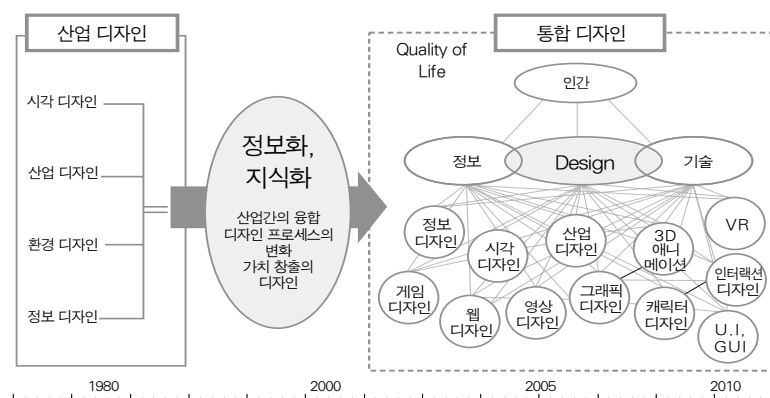 산업 디자인
시각 디자인
산업 디자인
환경 디자인
정보 디자인
정보화,
지식화
산업간의 융합
디자인 프로세스의
변화
가치 창출의
디자인
통합 디자인
Quality of
Life
인간
정보
Design
기술
정보
디자인
시각
디자인
산업
디자인
3D
애니
메이션
VR
게임
디자인
웹
디자인
영상
디자인
그래픽
디자인
캐릭터
디자인
인터랙션
디자인
U.I,
GUI
1980
2000
2005
2010